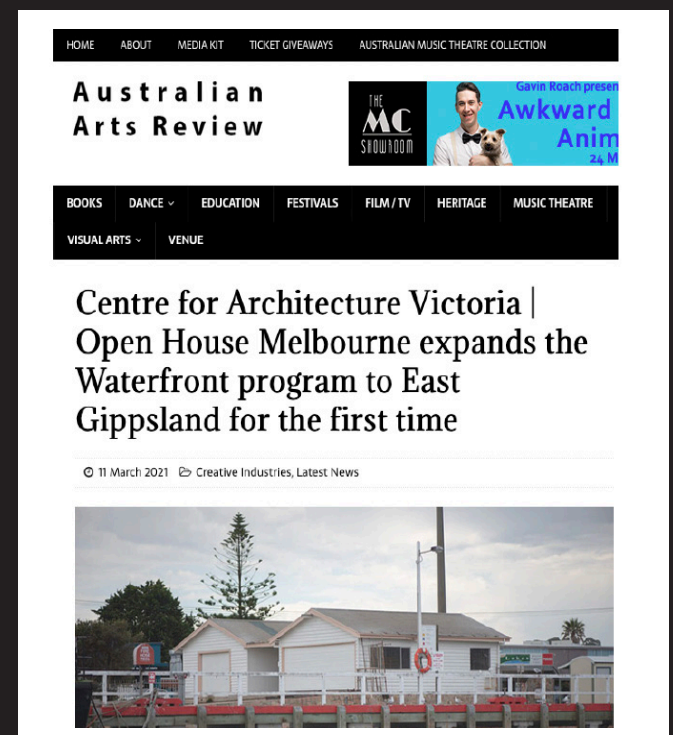 HOME ABOUT MEDIA KIT TICKET GIVEAWAYS AUSTRALIAN MUSIC THEATRE COLLECTION
Australian
Arts Review
THE
MC
SHOWROOM
Gavin Roach presen
Awkward
Anim
24 M
BOOKS DANCE EDUCATION FESTIVALS FILM / TV HERITAGE MUSIC THEATRE
VISUAL ARTS VENUE
Centre for Architecture Victoria |
Open House Melbourne expands the
Waterfront program to East
Gippsland for the first time
11 March 2021 Creative Industries, Latest News